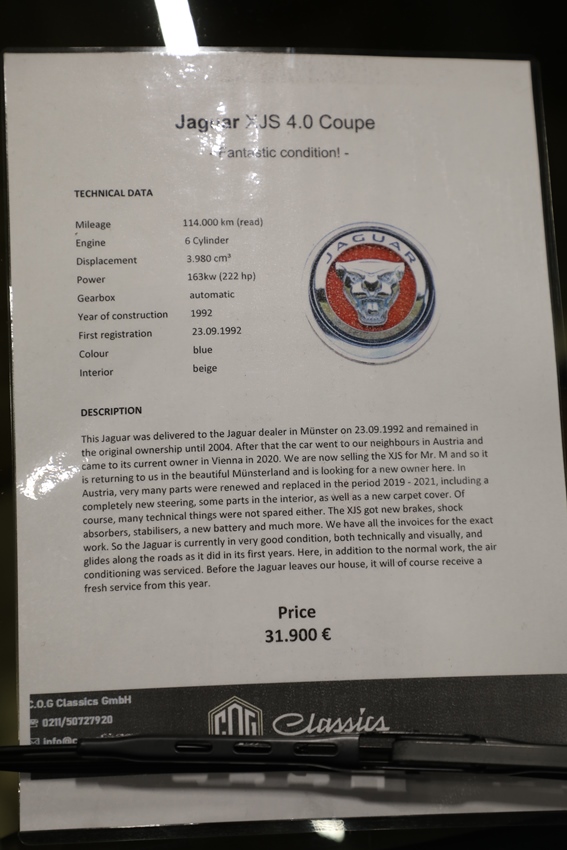 Jaguar XJS 4.0 Coupe
- Fantastic condition! -
TECHNICAL DATA
Mileage 114.000 km (read)
Engine 6 Cylinder
Displacement 3.980 cm³
Power 163kw (222 hp)
Gearbox automatic
Year of construction 1992
First registration 23.09.1992
Colour blue
Interior beige
JAGUAR
DESCRIPTION
This Jaguar was delivered to the Jaguar dealer in Münster on 23.09.1992 and remained in
the original ownership until 2004. After that the car went to our neighbours in Austria and
came to its current owner in Vienna in 2020. We are now selling the XJS for Mr. M and so it
is returning to us in the beautiful Münsterland and is looking for a new owner here. In
Austria, very many parts were renewed and replaced in the period 2019 - 2021, including a
completely new steering, some parts in the interior, as well as a new carpet cover. Of
course, many technical things were not spared either. The XJS got new brakes, shock
absorbers, stabilisers, a new battery and much more. We have all the invoices for the exact
work. So the Jaguar is currently in very good condition, both technically and visually, and
glides along the roads as it did in its first years. Here, in addition to the normal work, the air
conditioning was serviced. Before the Jaguar leaves our house, it will of course receive a
fresh service from this year.
Price
31.900 €
C.O.G Classics GmbH
0211/50727920
COG Classics